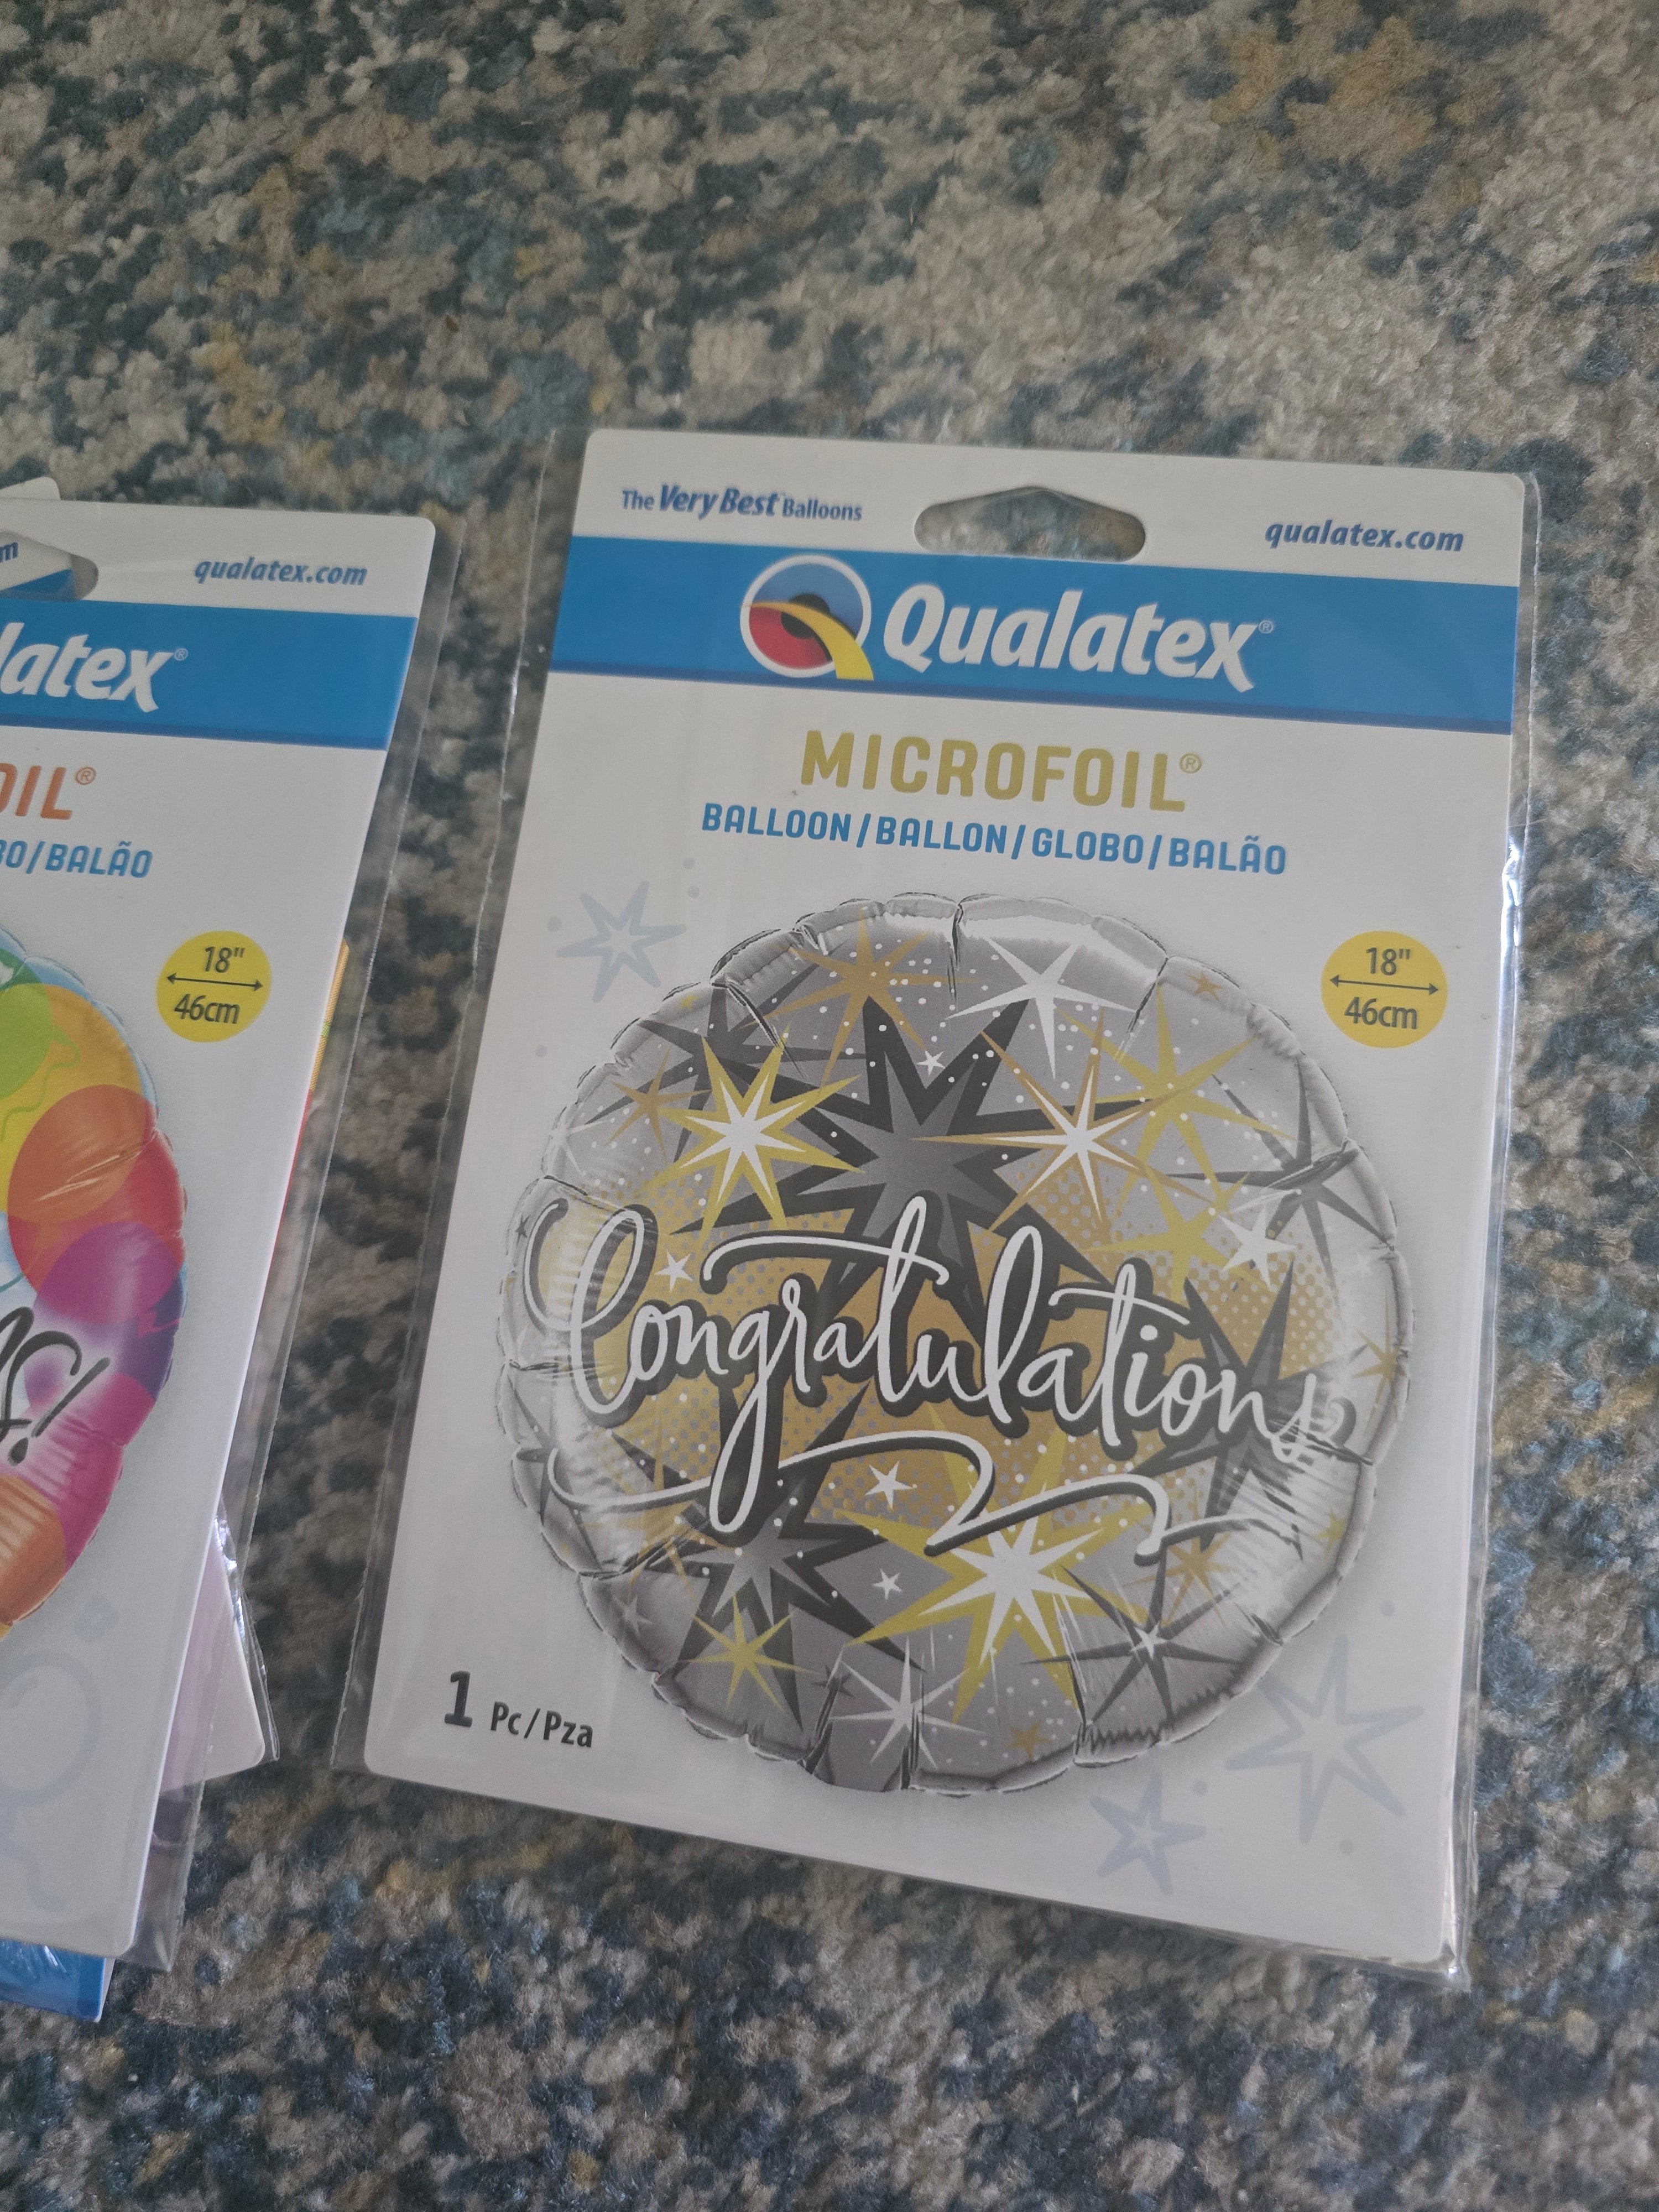 The Very Best Balloons
qualatex.com
Qualatex®
MICROFOIL®
BALLOON/BALLON/GLOBO/BALÃO
18"
46cm
Congratulations
1 Pc/Pza
qualatex.com
latex®
OIL®
BO/BALÃO
18"
46cm